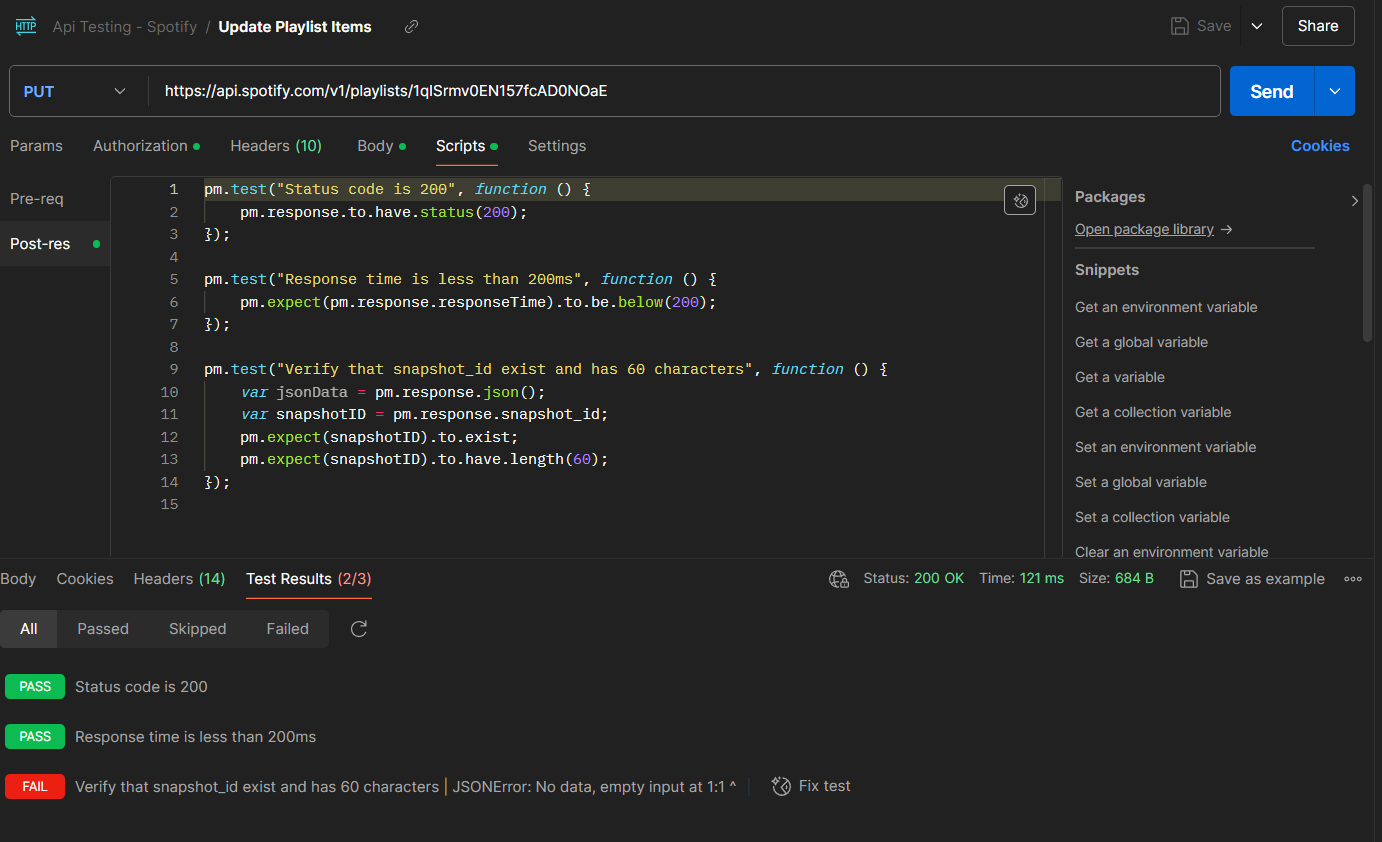 HTTP Api Testing - Spotify / Update Playlist Items Save Share
PUT https://api.spotify.com/v1/playlists/1qISrmv0EN157fcAD0NOaE Send
Params Authorization Headers (10) Body Scripts Settings Cookies
Pre-req
Post-res
1 pm.test("Status code is 200", function () {
2 pm.response.to.have.status(200);
3 });
4
5 pm.test("Response time is less than 200ms", function () {
6 pm.expect(pm.response.responseTime).to.be.below(200);
7 });
8
9 pm.test("Verify that snapshot_id exist and has 60 characters", function () {
10 var jsonData = pm.response.json();
11 var snapshotID = pm.response.snapshot_id;
12 pm.expect(snapshotID).to.exist;
13 pm.expect(snapshotID).to.have.length(60);
14 });
15
Packages
Open package library →
Snippets
Get an environment variable
Get a global variable
Get a variable
Get a collection variable
Set an environment variable
Set a global variable
Set a collection variable
Clear an environment variable
Body Cookies Headers (14) Test Results (2/3) Status: 200 OK Time: 121 ms Size: 684 B Save as example
All Passed Skipped Failed
PASS Status code is 200
PASS Response time is less than 200ms
FAIL Verify that snapshot_id exist and has 60 characters | JSONError: No data, empty input at 1:1 ^ Fix test